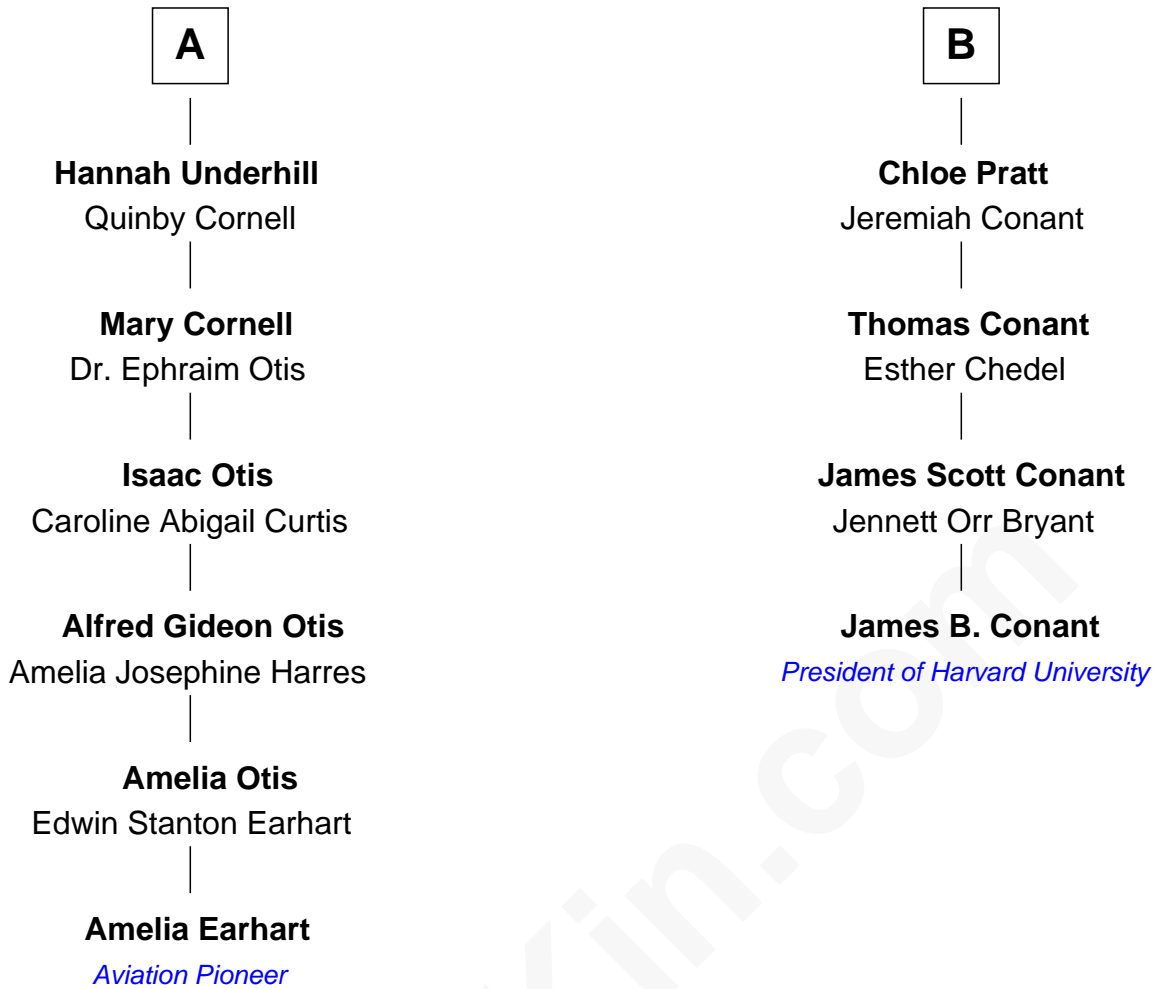 A
Hannah Underhill
Quinby Cornell
Mary Cornell
Dr. Ephraim Otis
Isaac Otis
Caroline Abigail Curtis
Alfred Gideon Otis
Amelia Josephine Harres
Amelia Otis
Edwin Stanton Earhart
Amelia Earhart
Aviation Pioneer
B
Chloe Pratt
Jeremiah Conant
Thomas Conant
Esther Chedel
James Scott Conant
Jennett Orr Bryant
James B. Conant
President of Harvard University
Kin.com